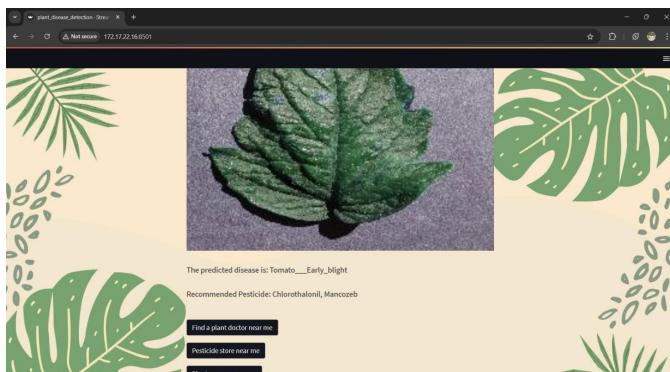 plant_disease_detection · Strea
Not secure
172.17.22.16:8501
The predicted disease is: Tomato___Early_blight
Recommended Pesticide: Chlorothalonil, Mancozeb
Find a plant doctor near me
Pesticide store near me